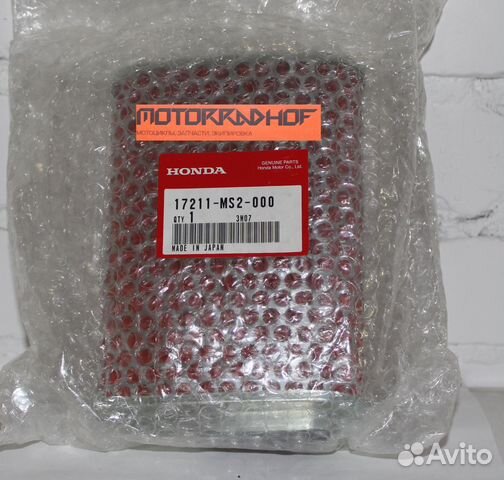 MOTORRADHOF
МОТОЦИКЛЫ, ЗАПЧАСТИ, ЭКИПИРОВКА
HONDA
GENUINE PARTS
Honda Motor Co., Ltd.
17211-MS2-000
QTY 1 3N07
MADE IN JAPAN
Avito